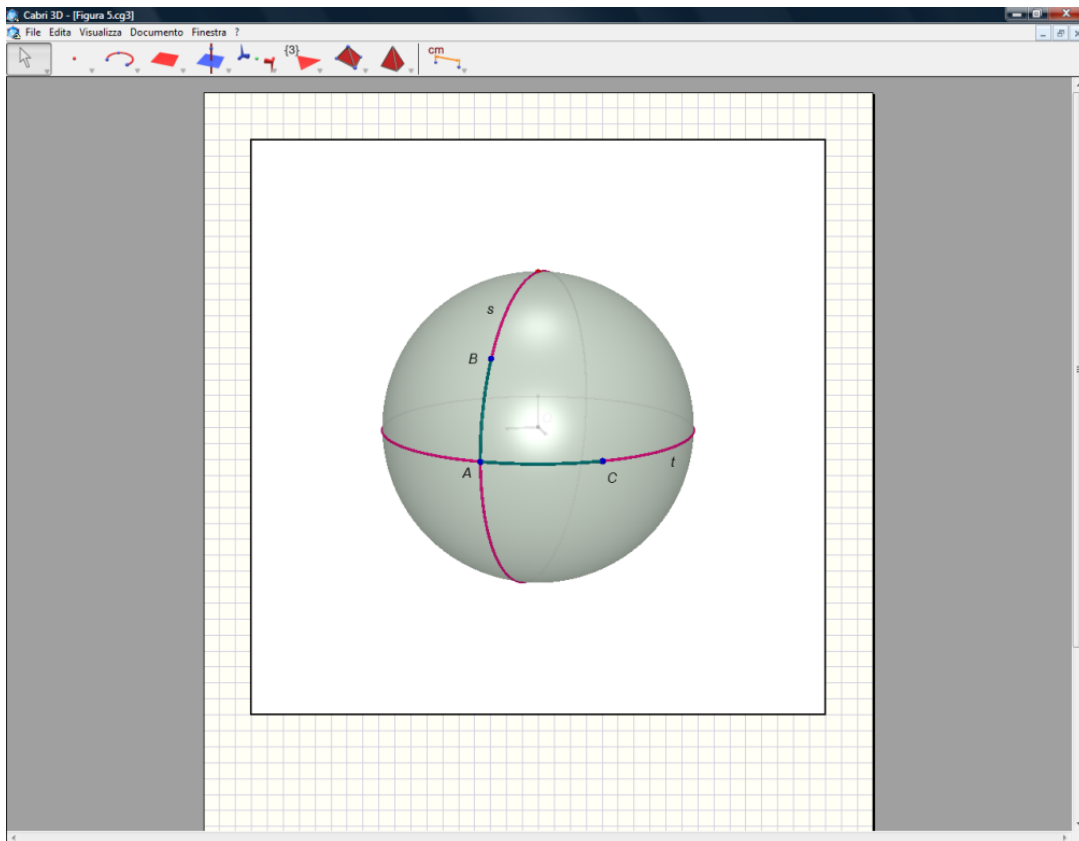 Cabri 3D - [Figura 5.cg3]
File Edita Visualizza Documento Finestra ?
{3} cm
s
B
A
C
t